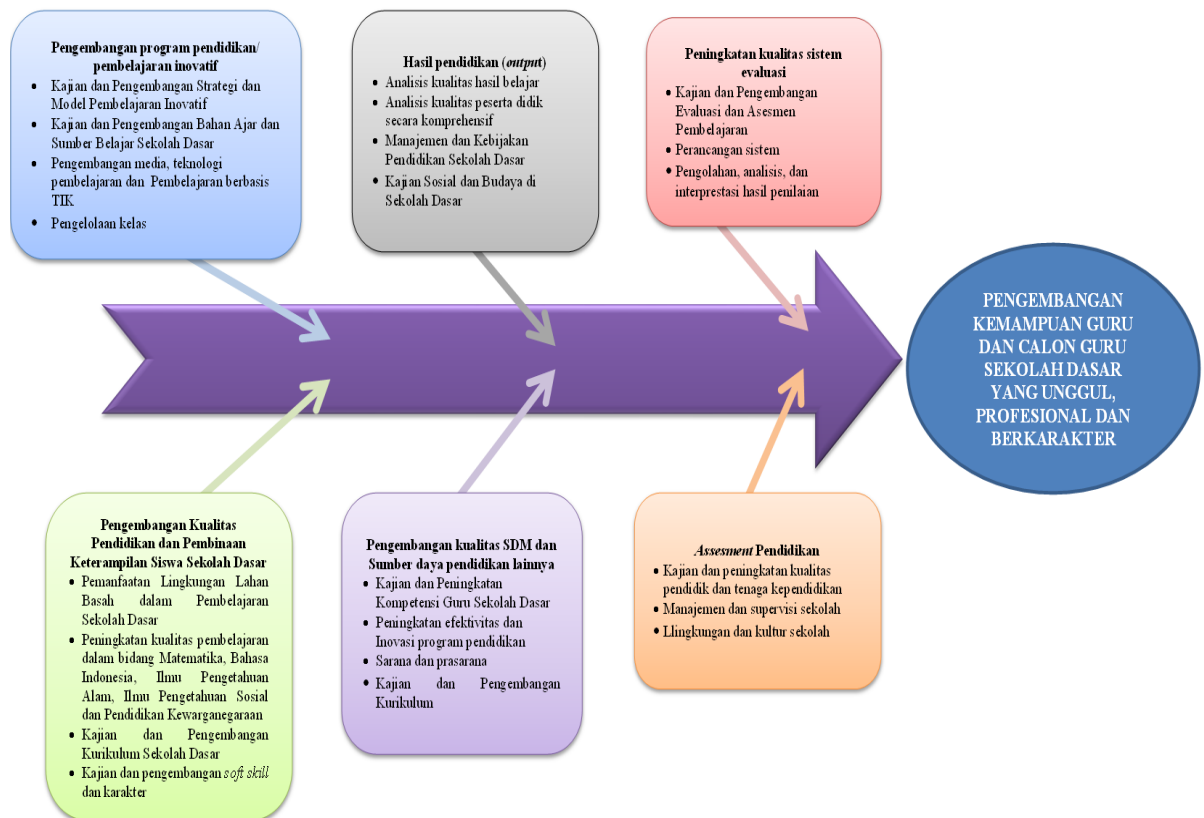 Pengembangan program pendidikan/
pembelajaran inovatif
• Kajian dan Pengembangan Strategi dan
Model Pembelajaran Inovatif
• Kajian dan Pengembangan Bahan Ajar dan
Sumber Belajar Sekolah Dasar
• Pengembangan media, teknologi
pembelajaran dan Pembelajaran berbasis
TIK
• Pengelolaan kelas
Hasil pendidikan (output)
• Analisis kualitas hasil belajar
• Analisis kualitas peserta didik
secara komprehensif
• Manajemen dan Kebijakan
Pendidikan Sekolah Dasar
• Kajian Sosial dan Budaya di
Sekolah Dasar
Peningkatan kualitas sistem
evaluasi
• Kajian dan Pengembangan
Evaluasi dan Asesmen
Pembelajaran
• Perancangan sistem
• Pengolahan, analisis, dan
interprestasi hasil penilaian
PENGEMBANGAN
KEMAMPUAN GURU
DAN CALON GURU
SEKOLAH DASAR
YANG UNGGUL,
PROFESIONAL DAN
BERKARAKTER
Pengembangan Kualitas
Pendidikan dan Pembinaan
Keterampilan Siswa Sekolah Dasar
• Pemanfaatan Lingkungan Lahan
Basah dalam Pembelajaran
Sekolah Dasar
• Peningkatan kualitas pembelajaran
dalam bidang Matematika, Bahasa
Indonesia, Ilmu Pengetahuan
Alam, Ilmu Pengetahuan Sosial
dan Pendidikan Kewarganegaraan
• Kajian dan Pengembangan
Kurikulum Sekolah Dasar
• Kajian dan pengembangan soft skill
dan karakter
Pengembangan kualitas SDM dan
Sumber daya pendidikan lainnya
• Kajian dan Peningkatan
Kompetensi Guru Sekolah Dasar
• Peningkatan efektivitas dan
Inovasi program pendidikan
• Sarana dan prasarana
• Kajian dan Pengembangan
Kurikulum
Assesment Pendidikan
• Kajian dan peningkatan kualitas
pendidik dan tenaga kependidikan
• Manajemen dan supervisi sekolah
• Llingkungan dan kultur sekolah